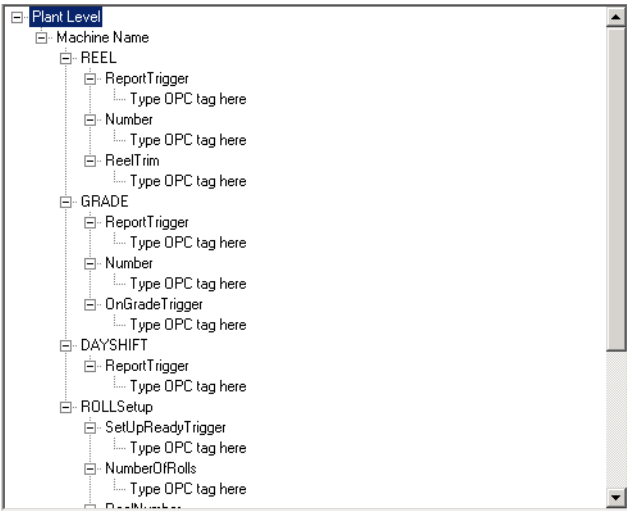 Plant Level
Machine Name
REEL
ReportTrigger
Type OPC tag here
Number
Type OPC tag here
ReelTrim
Type OPC tag here
GRADE
ReportTrigger
Type OPC tag here
Number
Type OPC tag here
OnGradeTrigger
Type OPC tag here
DAYSHIFT
ReportTrigger
Type OPC tag here
ROLLSetup
SetUpReadyTrigger
Type OPC tag here
NumberOfRolls
Type OPC tag here
ReelNumber